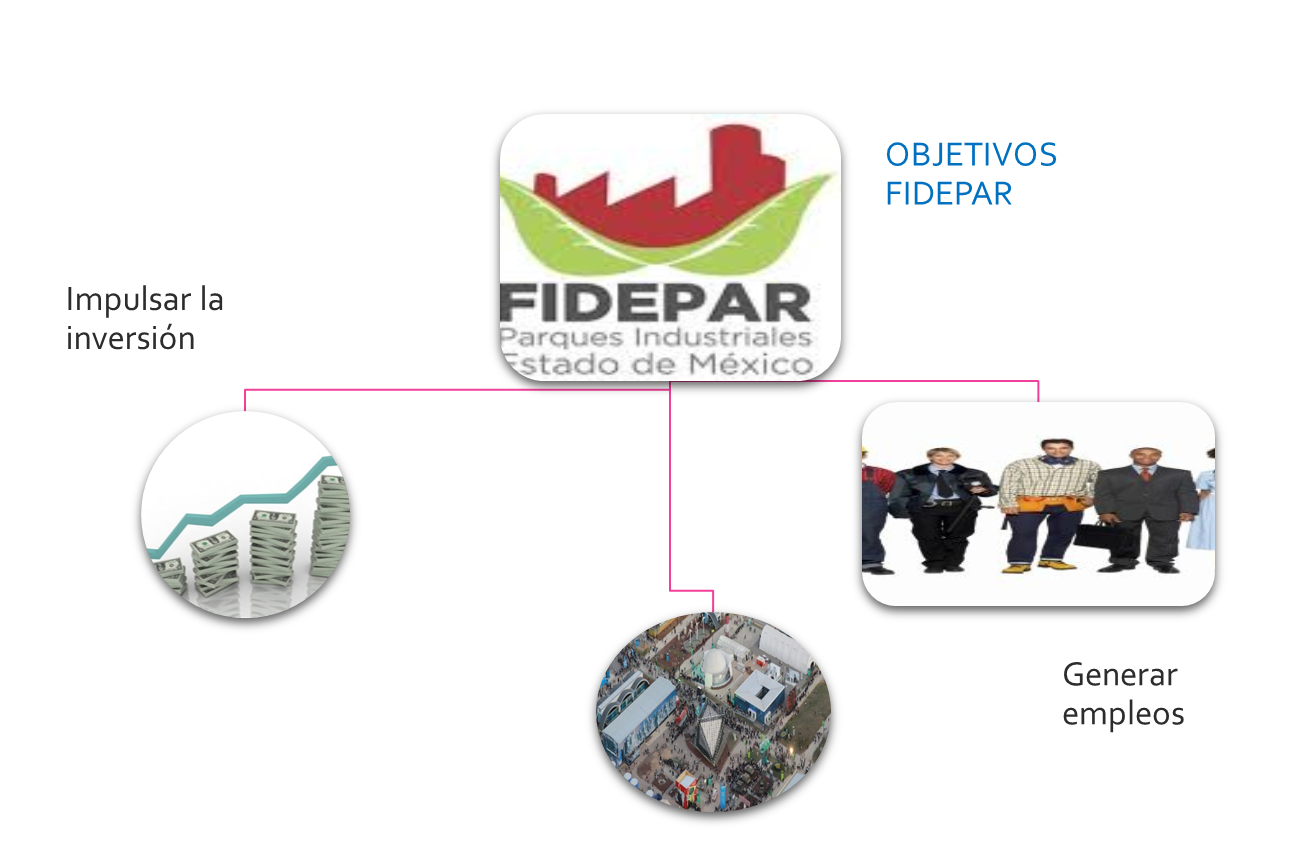 FIDEPAR
Parques Industriales
Estado de México
OBJETIVOS
FIDEPAR
Impulsar la
inversión
Generar
empleos